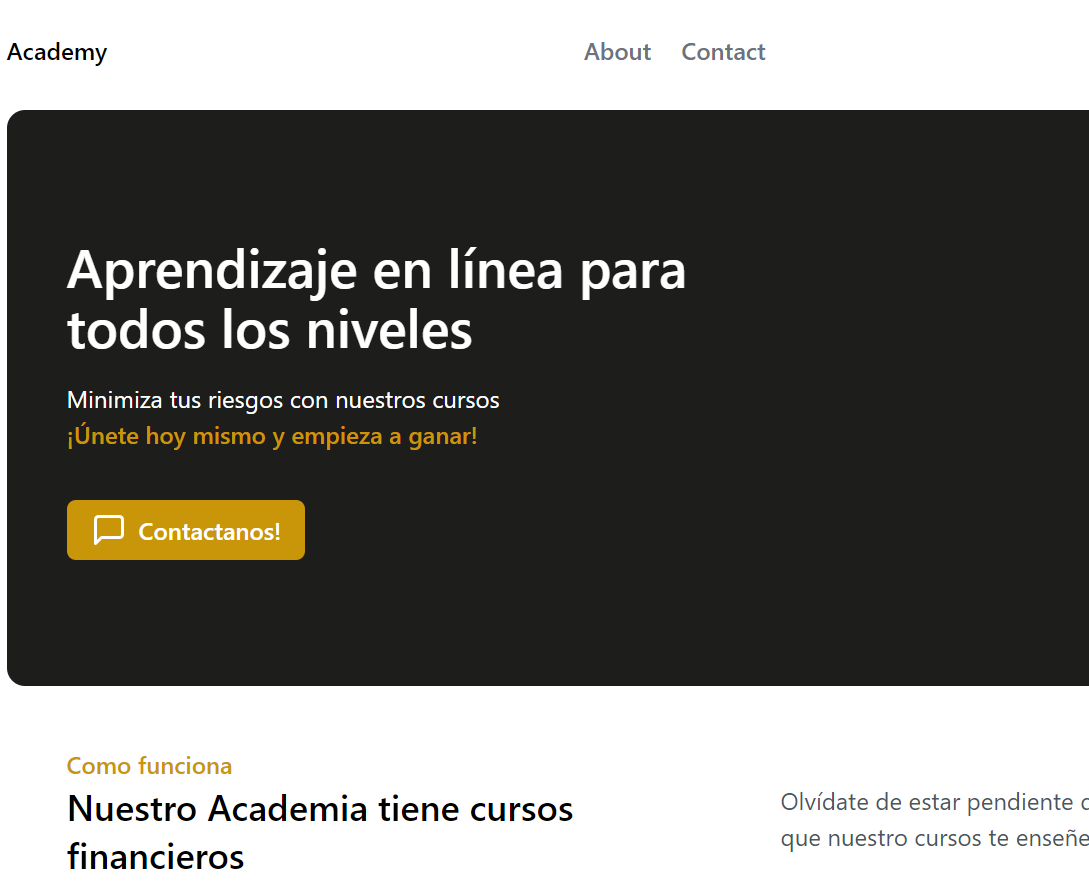 Academy
About
Contact
Aprendizaje en línea para
todos los niveles
Minimiza tus riesgos con nuestros cursos
¡Únete hoy mismo y empieza a ganar!
Contactanos!
Como funciona
Nuestro Academia tiene cursos
financieros
Olvídate de estar pendiente
que nuestro cursos te enseñe